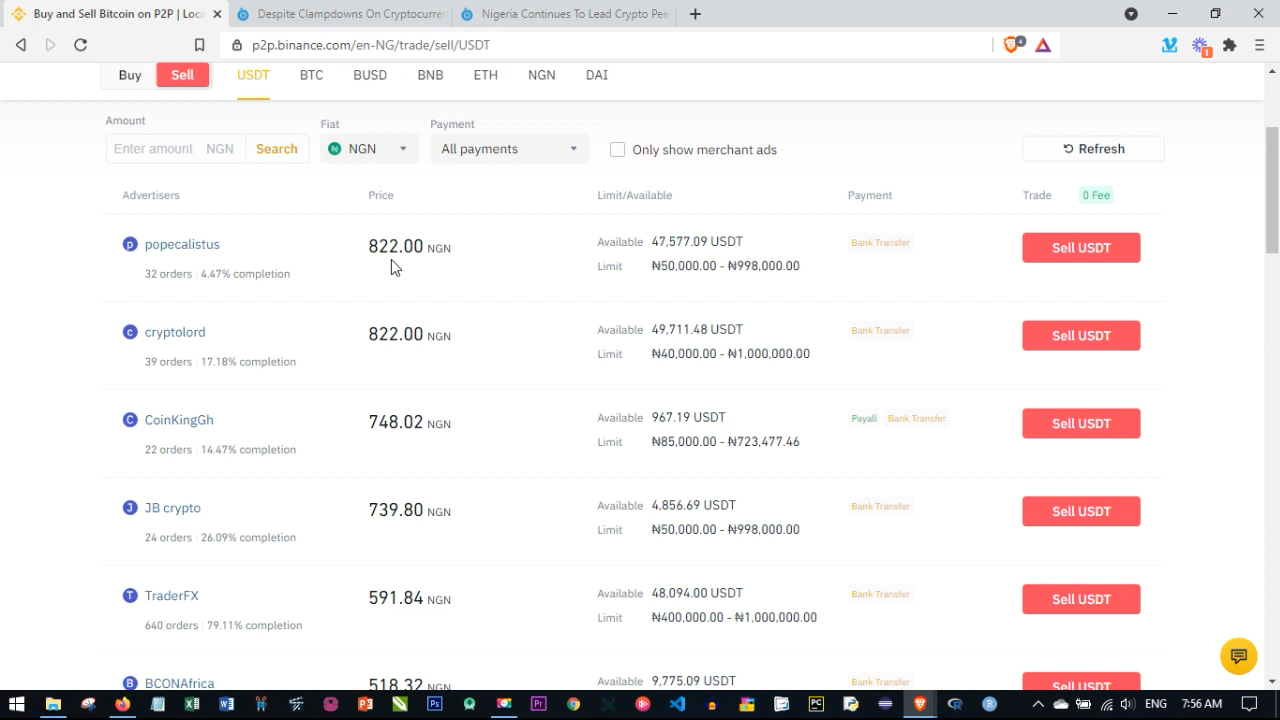 Buy and Sell Bitcoin on P2P | Loca
Despite Clampdowns On Cryptocurren
Nigeria Continues To Lead Crypto Pee
p2p.binance.com/en-NG/trade/sell/USDT
4
1
Buy Sell USDT BTC BUSD BNB ETH NGN DAI
Amount Fiat Payment
Enter amount NGN Search NGN All payments Only show merchant ads Refresh
Advertisers Price Limit/Available Payment Trade 0 Fee
p popecalistus 822.00 NGN Available 47,577.09 USDT Bank Transfer Sell USDT
32 orders | 4.47% completion Limit ₦50,000.00 - ₦998,000.00
c cryptolord 822.00 NGN Available 49,711.48 USDT Bank Transfer Sell USDT
39 orders | 17.18% completion Limit ₦40,000.00 - ₦1,000,000.00
C CoinKingGh 748.02 NGN Available 967.19 USDT Payall Bank Transfer Sell USDT
22 orders | 14.47% completion Limit ₦85,000.00 - ₦723,477.46
J JB crypto 739.80 NGN Available 4,856.69 USDT Bank Transfer Sell USDT
24 orders | 26.09% completion Limit ₦50,000.00 - ₦998,000.00
T TraderFX 591.84 NGN Available 48,094.00 USDT Bank Transfer Sell USDT
640 orders | 79.11% completion Limit ₦400,000.00 - ₦1,000,000.00
B BCONAfrica 518.32 NGN Available 9,775.09 USDT Bank Transfer Sell USDT
ENG 7:56 AM